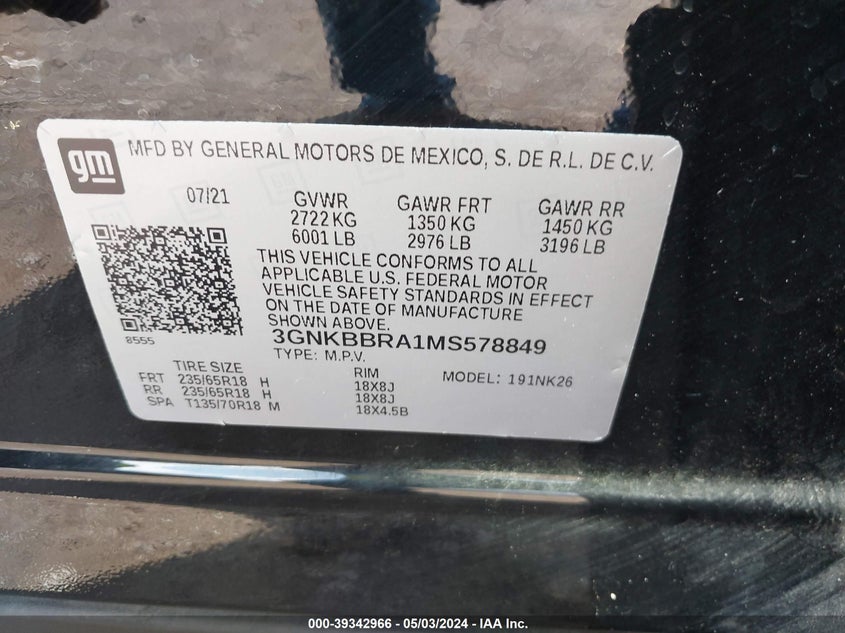 gm
MFD BY GENERAL MOTORS DE MEXICO, S. DE R.L. DE C.V.
07/21 GVWR GAWR FRT GAWR RR
2722 KG 1350 KG 1450 KG
6001 LB 2976 LB 3196 LB
THIS VEHICLE CONFORMS TO ALL
APPLICABLE U.S. FEDERAL MOTOR
VEHICLE SAFETY STANDARDS IN EFFECT
ON THE DATE OF MANUFACTURE
SHOWN ABOVE.
8555 3GNKBBRA1MS578849
TYPE: M.P.V.
TIRE SIZE RIM MODEL: 191NK26
FRT 235/65R18 H 18X8J
RR 235/65R18 H 18X8J
SPA T135/70R18 M 18X4.5B
000-39342966 - 05/03/2024 - IAA Inc.